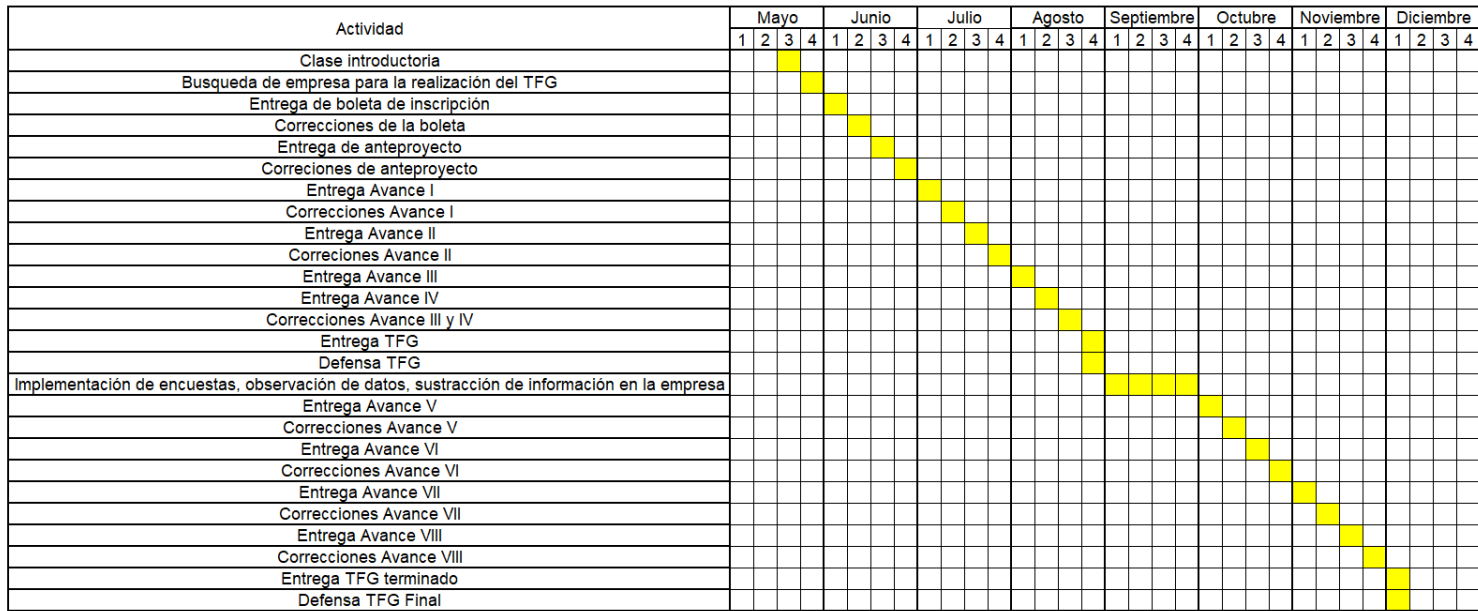 Actividad
Mayo Junio Julio Agosto Septiembre Octubre Noviembre Diciembre
1 2 3 4 1 2 3 4 1 2 3 4 1 2 3 4 1 2 3 4 1 2 3 4 1 2 3 4 1 2 3 4
Clase introductoria
Busqueda de empresa para la realización del TFG
Entrega de boleta de inscripción
Correcciones de la boleta
Entrega de anteproyecto
Correciones de anteproyecto
Entrega Avance I
Correcciones Avance I
Entrega Avance II
Correciones Avance II
Entrega Avance III
Entrega Avance IV
Correcciones Avance III y IV
Entrega TFG
Defensa TFG
Implementación de encuestas, observación de datos, sustracción de información en la empresa
Entrega Avance V
Correcciones Avance V
Entrega Avance VI
Correcciones Avance VI
Entrega Avance VII
Correcciones Avance VII
Entrega Avance VIII
Correcciones Avance VIII
Entrega TFG terminado
Defensa TFG Final